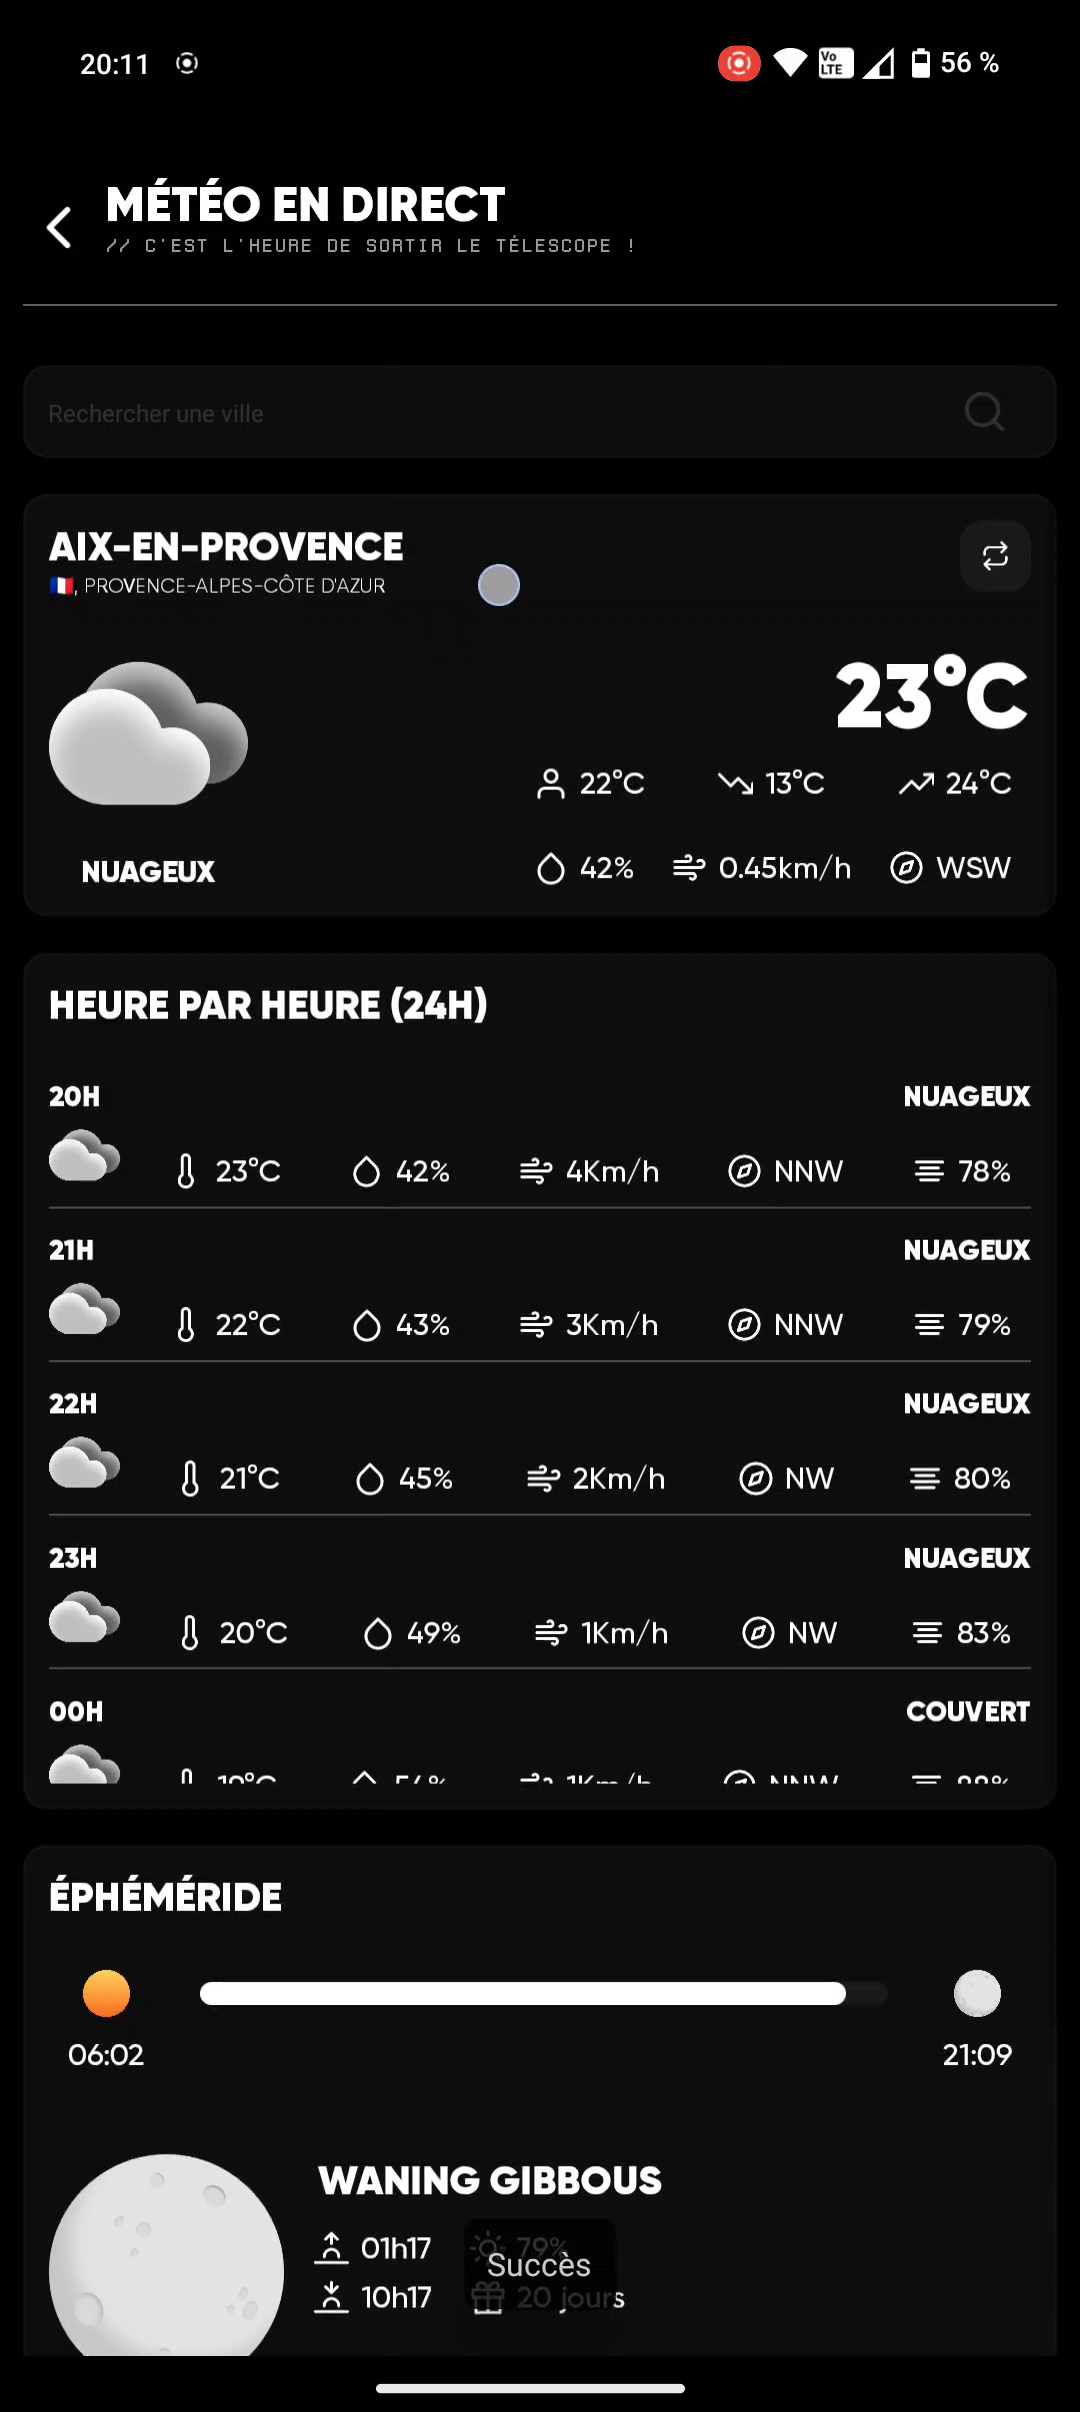 20:11
Vo LTE
56 %
MÉTÉO EN DIRECT
// C'EST L'HEURE DE SORTIR LE TÉLESCOPE !
Rechercher une ville
AIX-EN-PROVENCE
, PROVENCE-ALPES-CÔTE D'AZUR
23°C
22°C 13°C 24°C
NUAGEUX
42% 0.45km/h WSW
HEURE PAR HEURE (24H)
20H NUAGEUX
23°C 42% 4Km/h NNW 78%
21H NUAGEUX
22°C 43% 3Km/h NNW 79%
22H NUAGEUX
21°C 45% 2Km/h NW 80%
23H NUAGEUX
20°C 49% 1Km/h NW 83%
00H COUVERT
1Km/h NNW
ÉPHÉMÉRIDE
06:02 21:09
WANING GIBBOUS
01h17 79%
Succès
10h17 20 jours